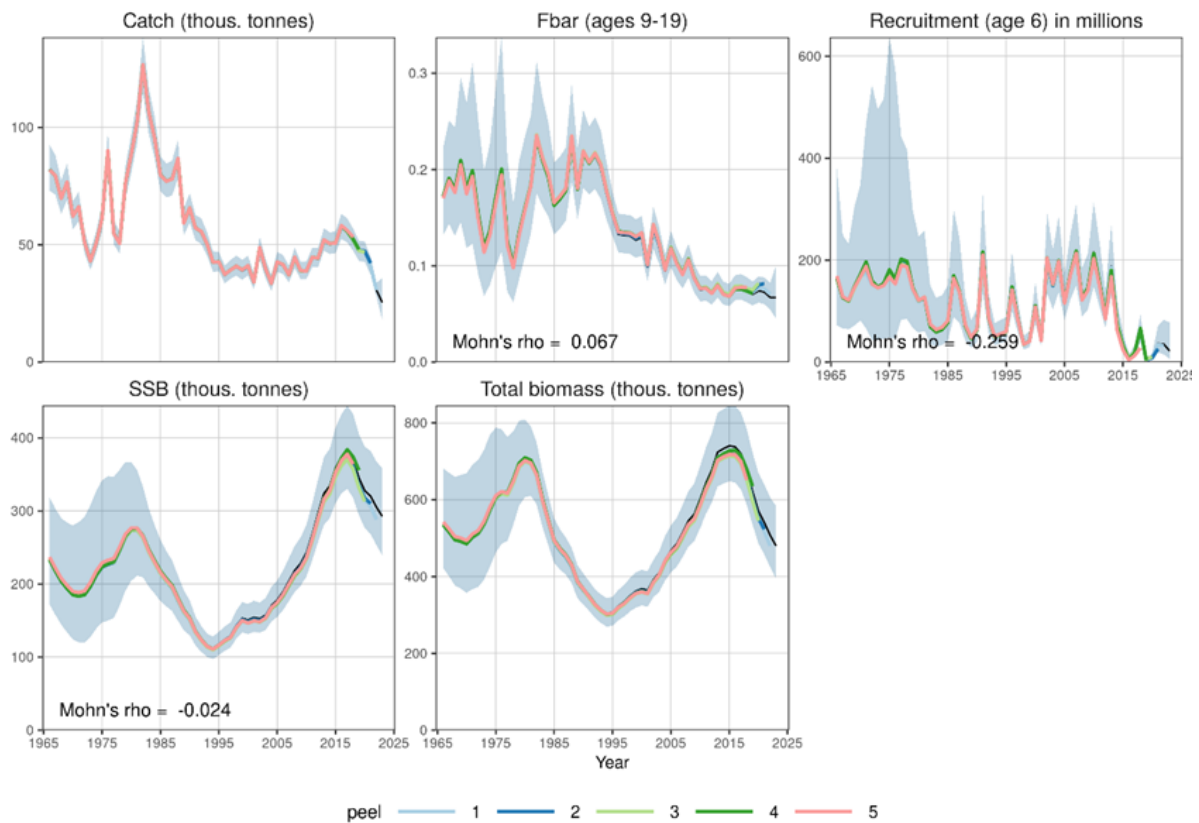 Catch (thous. tonnes)
Fbar (ages 9-19)
Recruitment (age 6) in millions
100
50
0
0.3
0.2
0.1
0.0
Mohn's rho = 0.067
600
400
200
0
Mohn's rho = -0.259
1965 1975 1985 1995 2005 2015 2025
SSB (thous. tonnes)
Total biomass (thous. tonnes)
400
300
200
100
0
Mohn's rho = -0.024
1965 1975 1985 1995 2005 2015 2025
800
600
400
200
0
1965 1975 1985 1995 2005 2015 2025
Year
peel 1 2 3 4 5